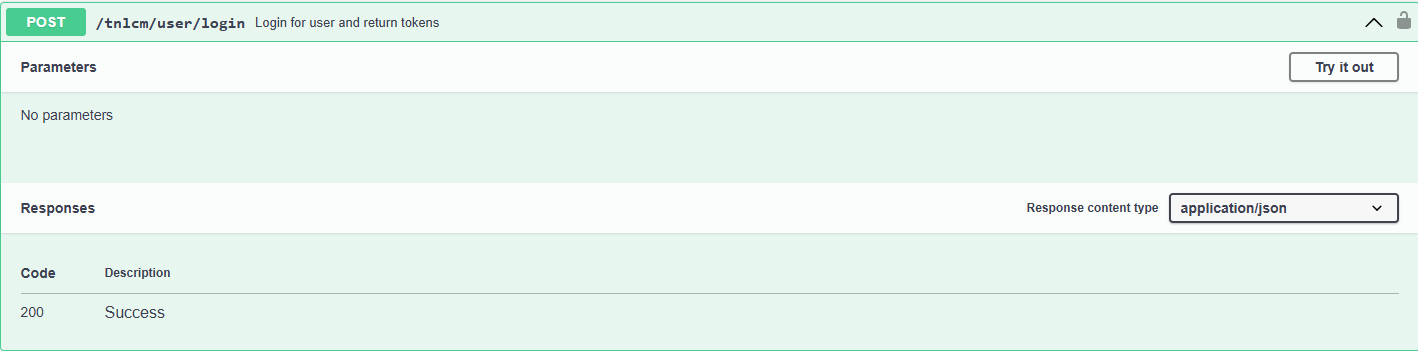 POST /tnlcm/user/login Login for user and return tokens
Parameters Try it out
No parameters
Responses Response content type application/json
Code Description
200 Success